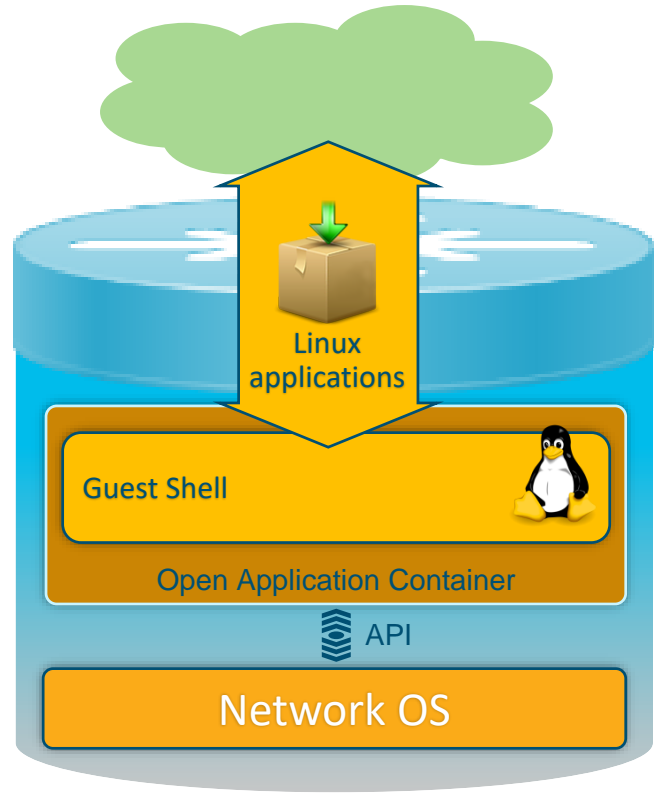 Linux
applications
Guest Shell
Open Application Container
API
Network OS